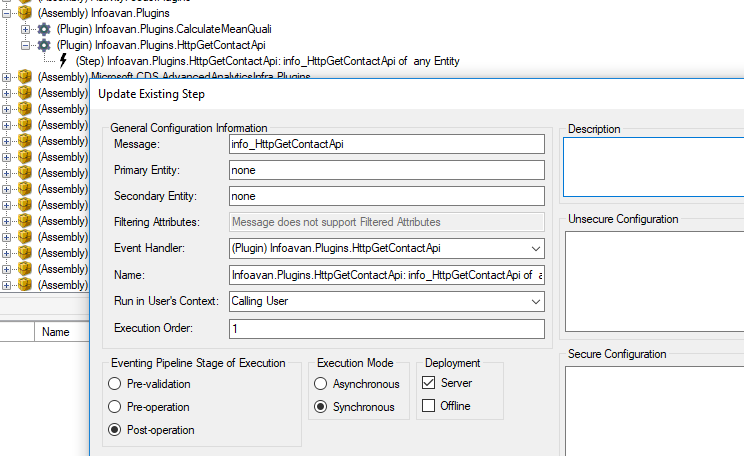 (Assembly) Infoavan.Plugins
(Plugin) Infoavan.Plugins.CalculateMeanQuali
(Plugin) Infoavan.Plugins.HttpGetContactApi
(Step) Infoavan.Plugins.HttpGetContactApi: info_HttpGetContactApi of any Entity
(Assembly) Microsoft.CDS.AdvancedAnalyticsInfra.Plugins
(Assembly)
(Assembly)
(Assembly)
(Assembly)
(Assembly)
(Assembly)
(Assembly)
(Assembly)
(Assembly)
(Assembly)
(Assembly)
(Assembly)
(Assembly)
Name
Update Existing Step
General Configuration Information
Message: info_HttpGetContactApi
Primary Entity: none
Secondary Entity: none
Filtering Attributes: Message does not support Filtered Attributes
Event Handler: (Plugin) Infoavan.Plugins.HttpGetContactApi
Name: Infoavan.Plugins.HttpGetContactApi: info_HttpGetContactApi of
Run in User's Context: Calling User
Execution Order: 1
Eventing Pipeline Stage of Execution
Pre-validation
Pre-operation
Post-operation
Execution Mode
Asynchronous
Synchronous
Deployment
Server
Offline
Description
Unsecure Configuration
Secure Configuration